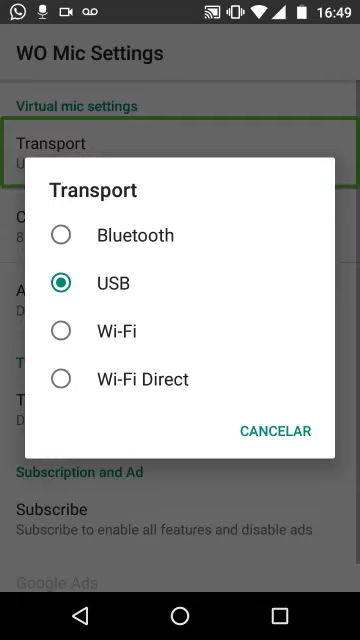 16:49
WO Mic Settings
Virtual mic settings
Transport
U
Transport
Bluetooth
C
8
USB
A
D
Wi-Fi
T
Wi-Fi Direct
T
D
CANCELAR
Subscription and Ad
Subscribe
Subscribe to enable all features and disable ads
Google Ads